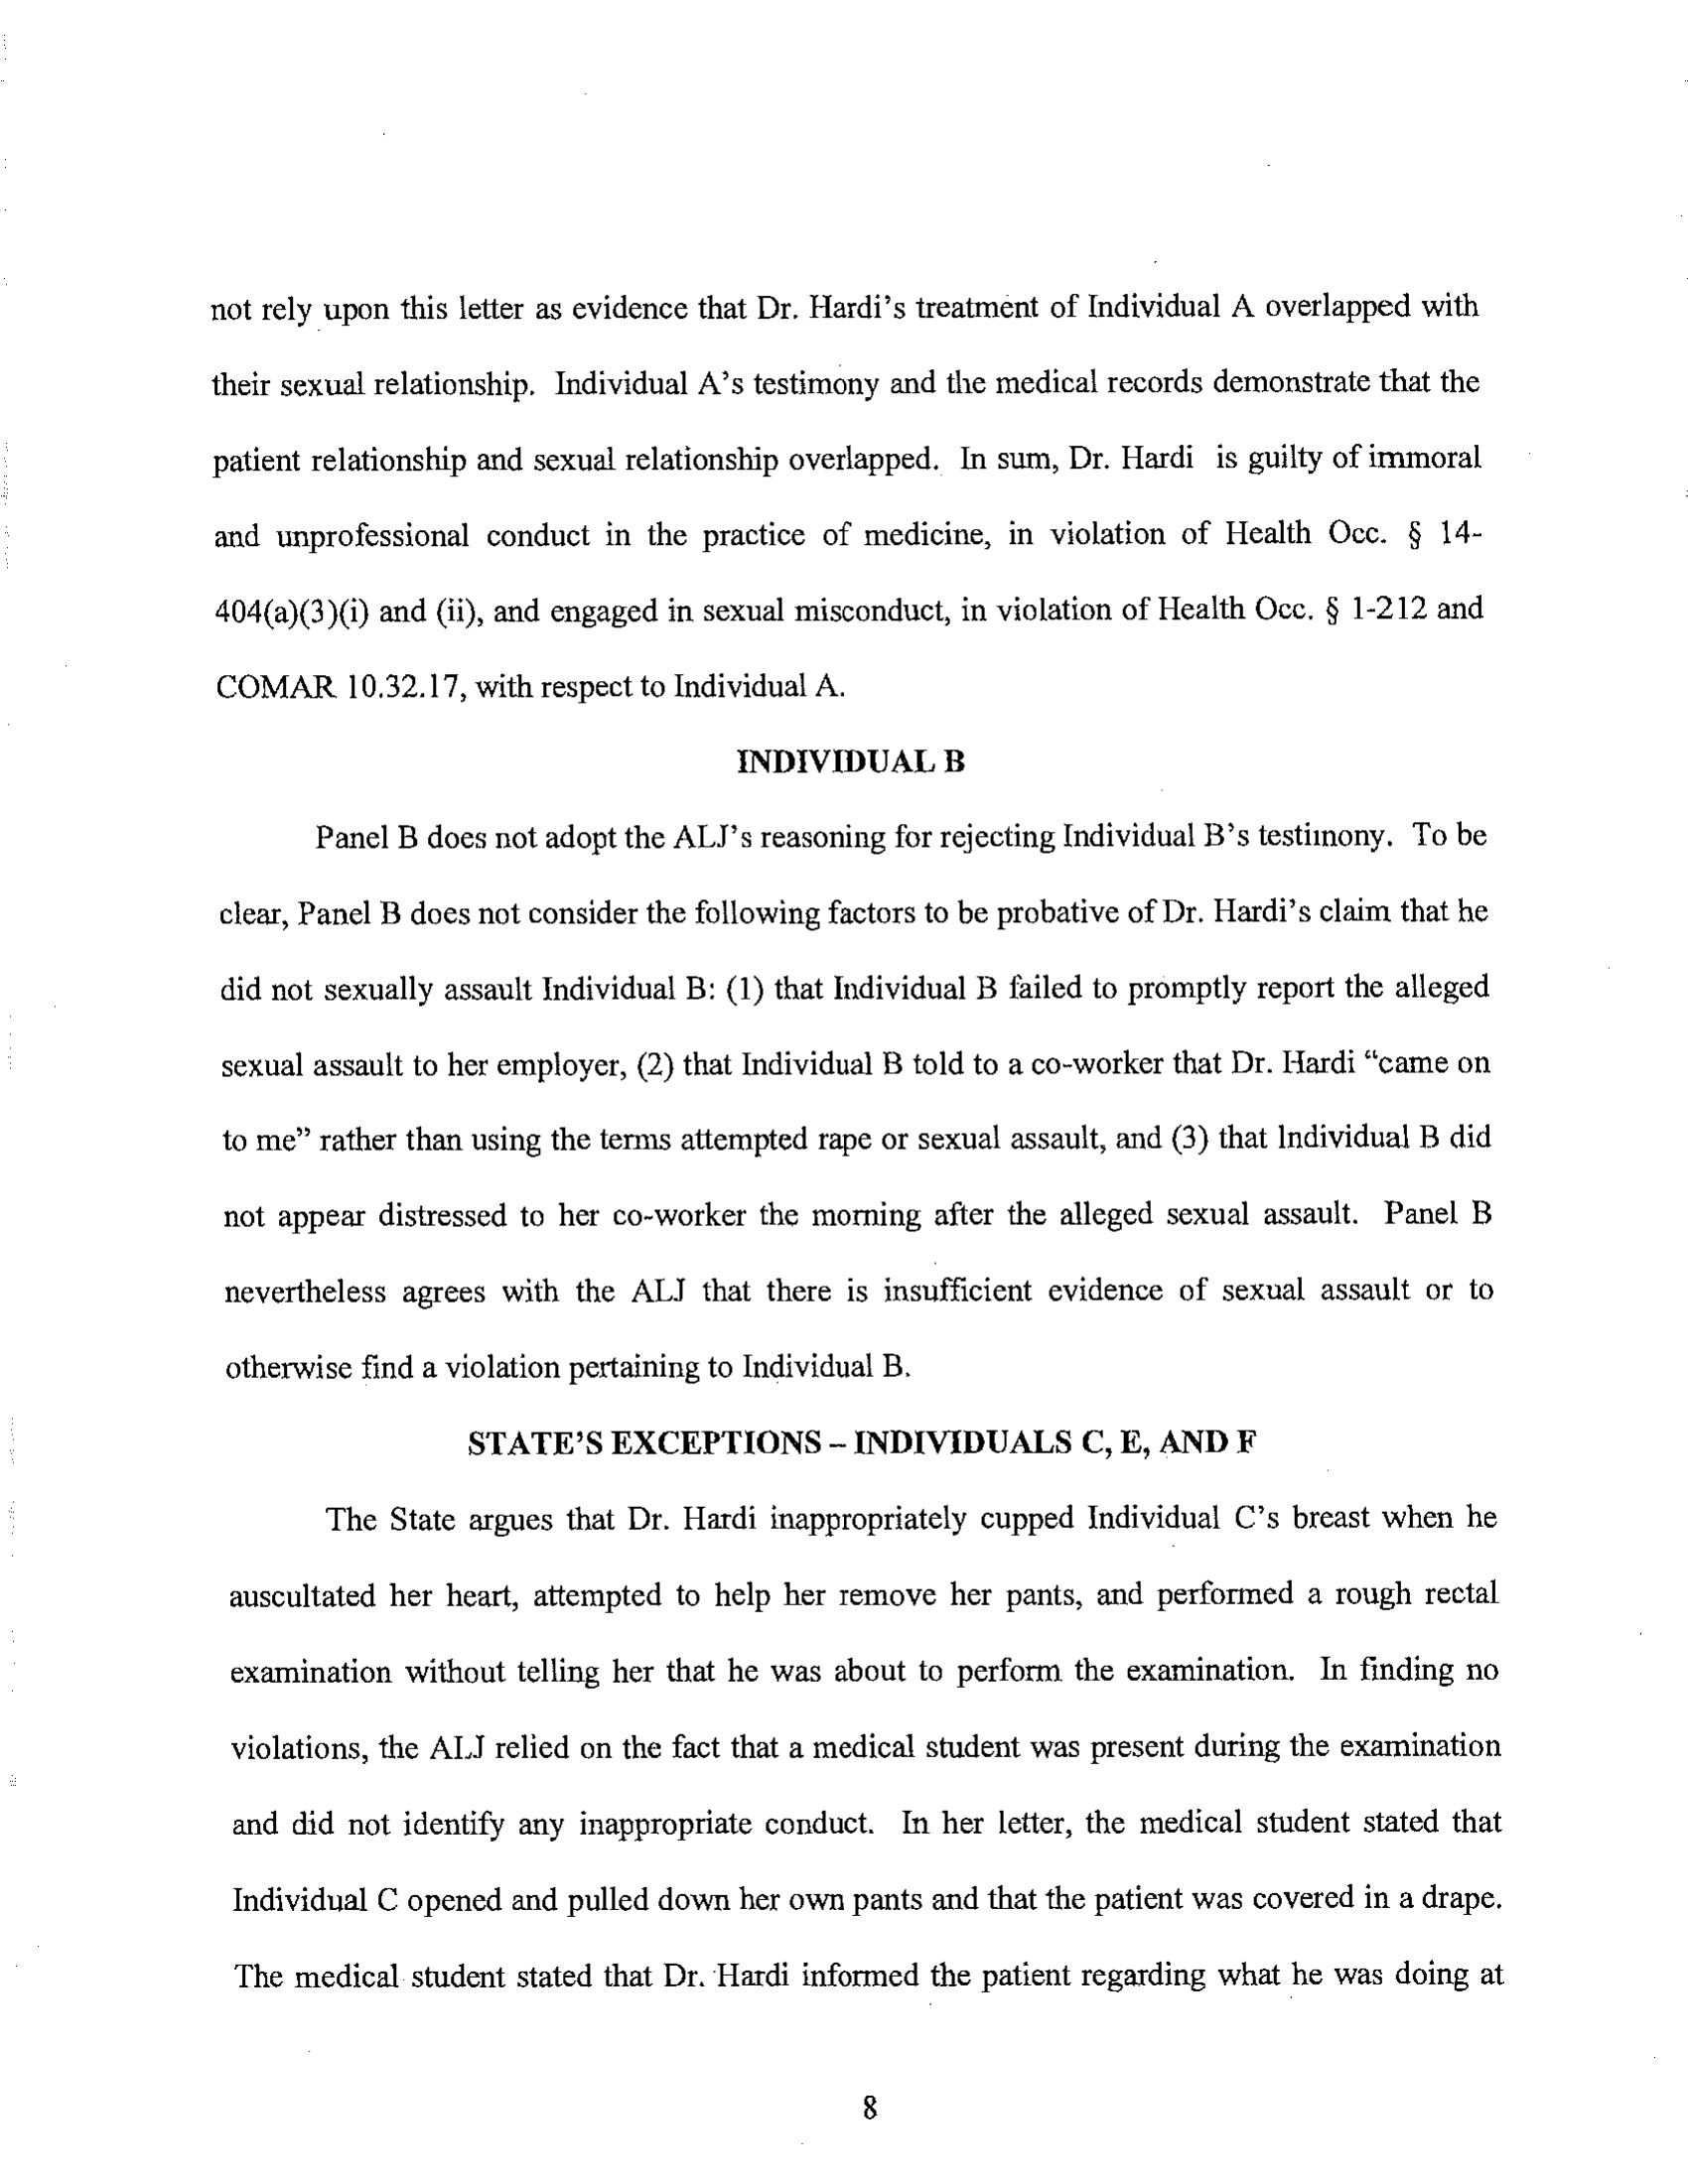 not rely upon this letter as evidence that Dr. Hardi's treatment of Individual A overlapped with
their sexual relationship. Individual A's testimony and the medical records demonstrate that the
patient relationship and sexual relationship overlapped. In sum, Dr. Hardi is guilty of immoral
and unprofessional conduct in the practice of medicine, in violation of Health Occ. § 14-
404(a)(3)(i) and (ii), and engaged in sexual misconduct, in violation of Health Occ. § 1-212 and
COMAR 10.32.17, with respect to Individual A.
INDIVIDUAL B
Panel B does not adopt the ALJ's reasoning for rejecting Individual B's testimony. To be
clear, Panel B does not consider the following factors to be probative of Dr. Hardi's claim that he
did not sexually assault Individual B: (1) that Individual B failed to promptly report the alleged
sexual assault to her employer, (2) that Individual B told to a co-worker that Dr. Hardi “came on
to me” rather than using the terms attempted rape or sexual assault, and (3) that Individual B did
not appear distressed to her co-worker the morning after the alleged sexual assault. Panel B
nevertheless agrees with the ALJ that there is insufficient evidence of sexual assault or to
otherwise find a violation pertaining to Individual B.
STATE'S EXCEPTIONS – INDIVIDUALS C, E, AND F
The State argues that Dr. Hardi inappropriately cupped Individual C's breast when he
auscultated her heart, attempted to help her remove her pants, and performed a rough rectal
examination without telling her that he was about to perform the examination. In finding no
violations, the ALJ relied on the fact that a medical student was present during the examination
and did not identify any inappropriate conduct. In her letter, the medical student stated that
Individual C opened and pulled down her own pants and that the patient was covered in a drape.
The medical student stated that Dr. Hardi informed the patient regarding what he was doing at
8